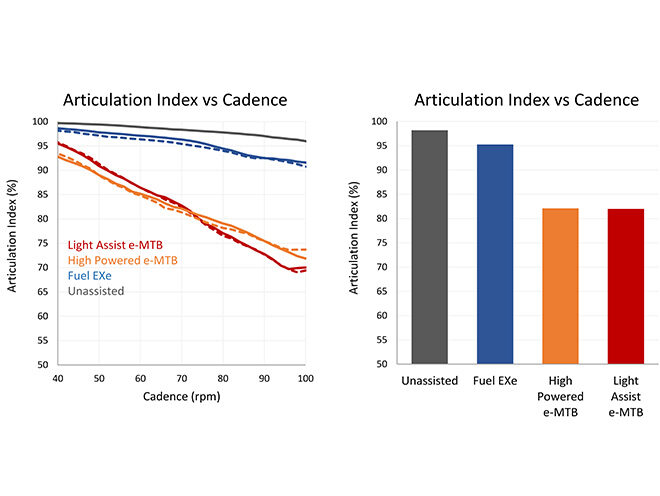 Articulation Index vs Cadence
Articulation Index (%)
100
95
90
85
80
75
70
65
60
55
50
Light Assist e-MTB
High Powered e-MTB
Fuel EXe
Unassisted
40
50
60
70
80
90
100
Cadence (rpm)
Articulation Index vs Cadence
Articulation Index (%)
100
95
90
85
80
75
70
65
60
55
50
Unassisted
Fuel EXe
High
Powered
e-MTB
Light
Assist
e-MTB